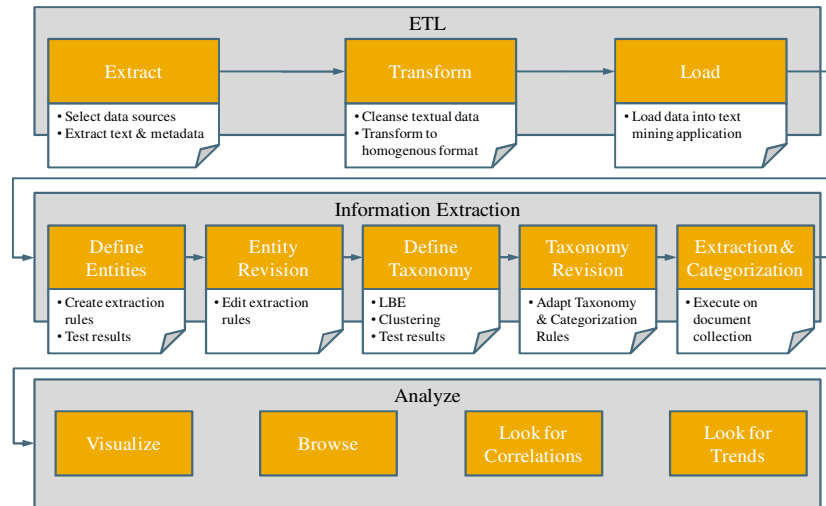 ETL
Extract
Transform
Load
• Select data sources
• Extract text & metadata
• Cleanse textual data
• Transform to
homogenous format
• Load data into text
mining application
Information Extraction
Define
Entities
Entity
Revision
Define
Taxonomy
Taxonomy
Revision
Extraction &
Categorization
• Create extraction
rules
• Test results
• Edit extraction
rules
• LBE
• Clustering
• Test results
• Adapt Taxonomy
& Categorization
Rules
• Execute on
document
collection
Analyze
Visualize
Browse
Look for
Correlations
Look for
Trends